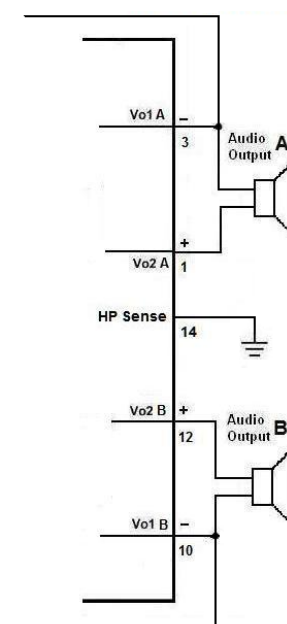 Vo1 A −
3
Audio A
Output
+
Vo2 A 1
HP Sense
14
Vo2 B +
12
Audio B
Output
Vo1 B −
10